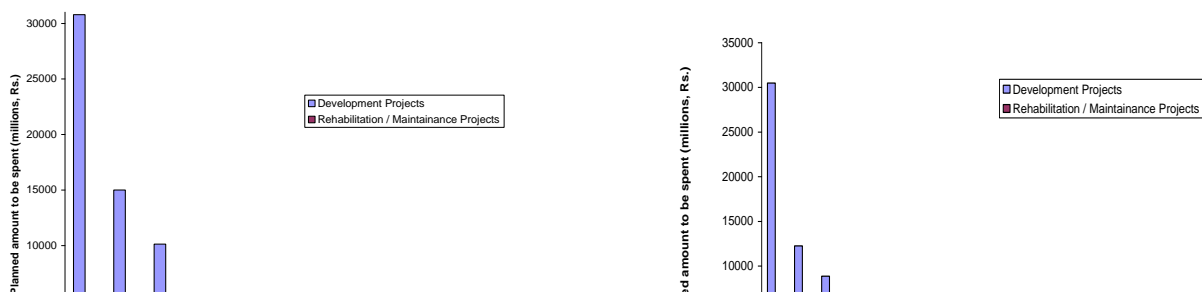 30000
25000
20000
15000
10000
Planned amount to be spent (millions, Rs.)
Development Projects
Rehabilitation / Maintainance Projects
35000
30000
25000
20000
15000
10000
amount to be spent (millions, Rs.)
Development Projects
Rehabilitation / Maintainance Projects